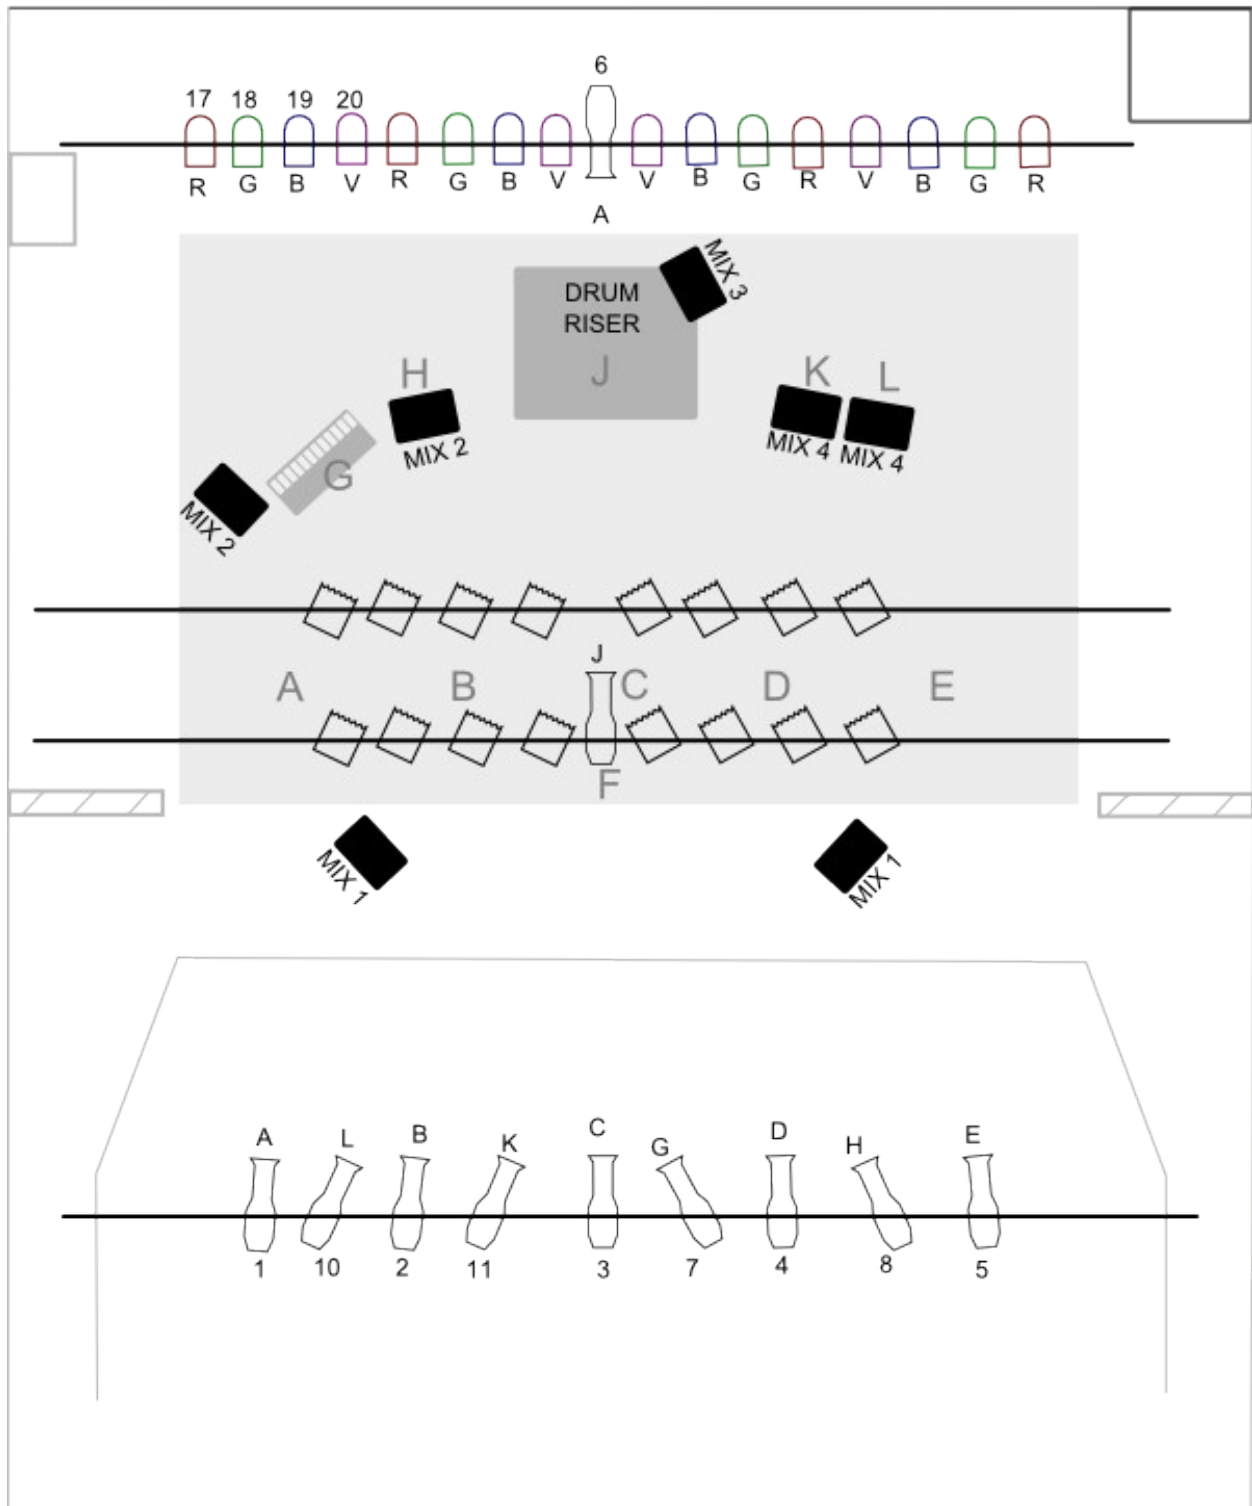 6
17 18 19 20
R G B V R G B V V B G R V B G R
A
MIX 3
DRUM
RISER
H J K L
MIX 2 MIX 4 MIX 4
G
MIX 2
J
A B C D E
F
MIX 1 MIX 1
A L B K C G D H E
1 10 2 11 3 7 4 8 5